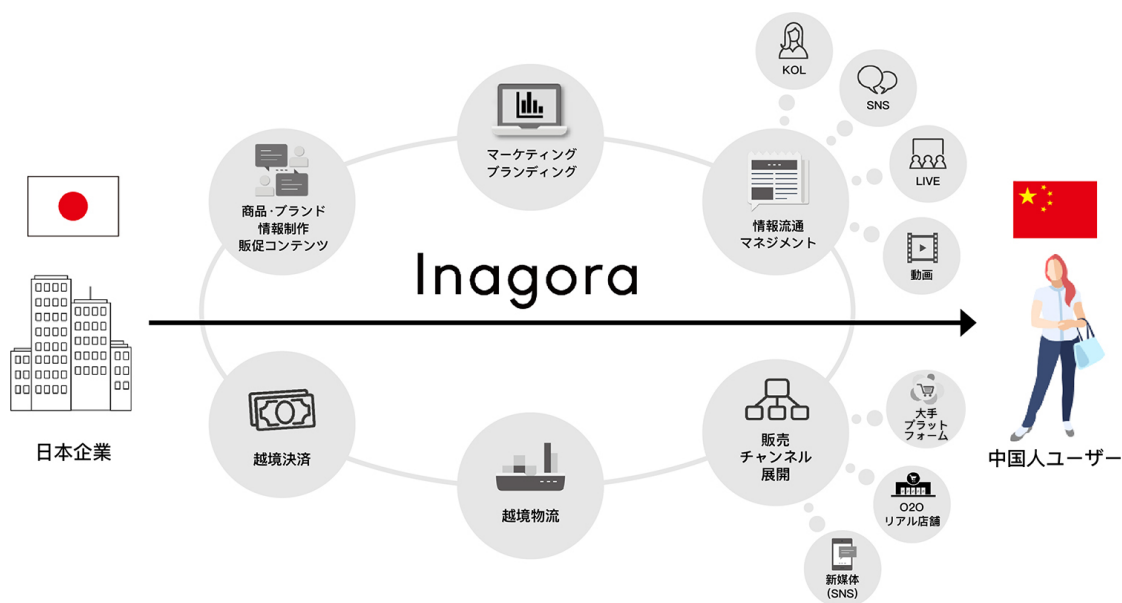 KOL
SNS
マーケティング
ブランディング
LIVE
商品・ブランド
情報制作
販促コンテンツ
情報流通
マネジメント
動画
Inagora
日本企業
越境決済
越境物流
販売
チャンネル
展開
大手
プラット
フォーム
中国人ユーザー
O2O
リアル店舗
新媒体
(SNS)